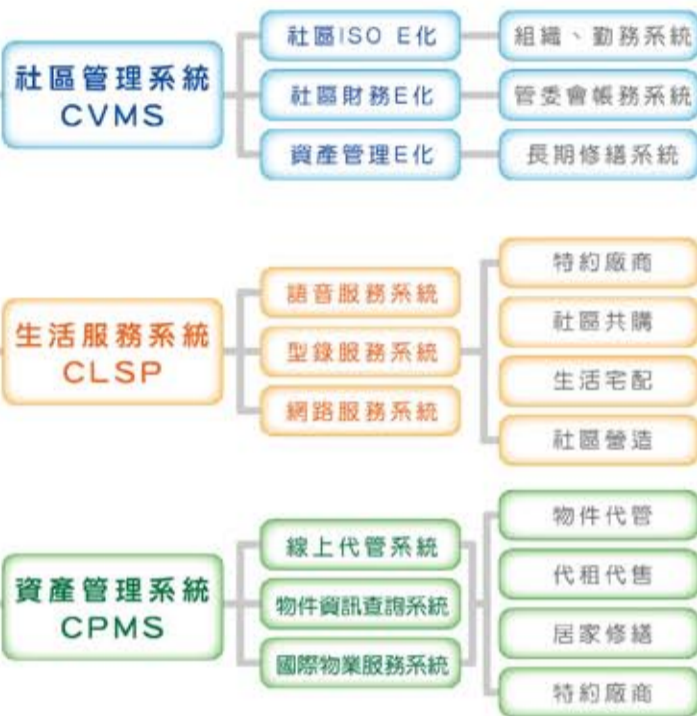 社區管理系統
CVMS
社區ISO E化
組織、勤務系統
社區財務E化
管委會帳務系統
資產管理E化
長期修繕系統
生活服務系統
CLSP
語音服務系統
型錄服務系統
網路服務系統
特約廠商
社區共購
生活宅配
社區營造
資產管理系統
CPMS
線上代管系統
物件資訊查詢系統
國際物業服務系統
物件代管
代租代售
居家修繕
特約廠商